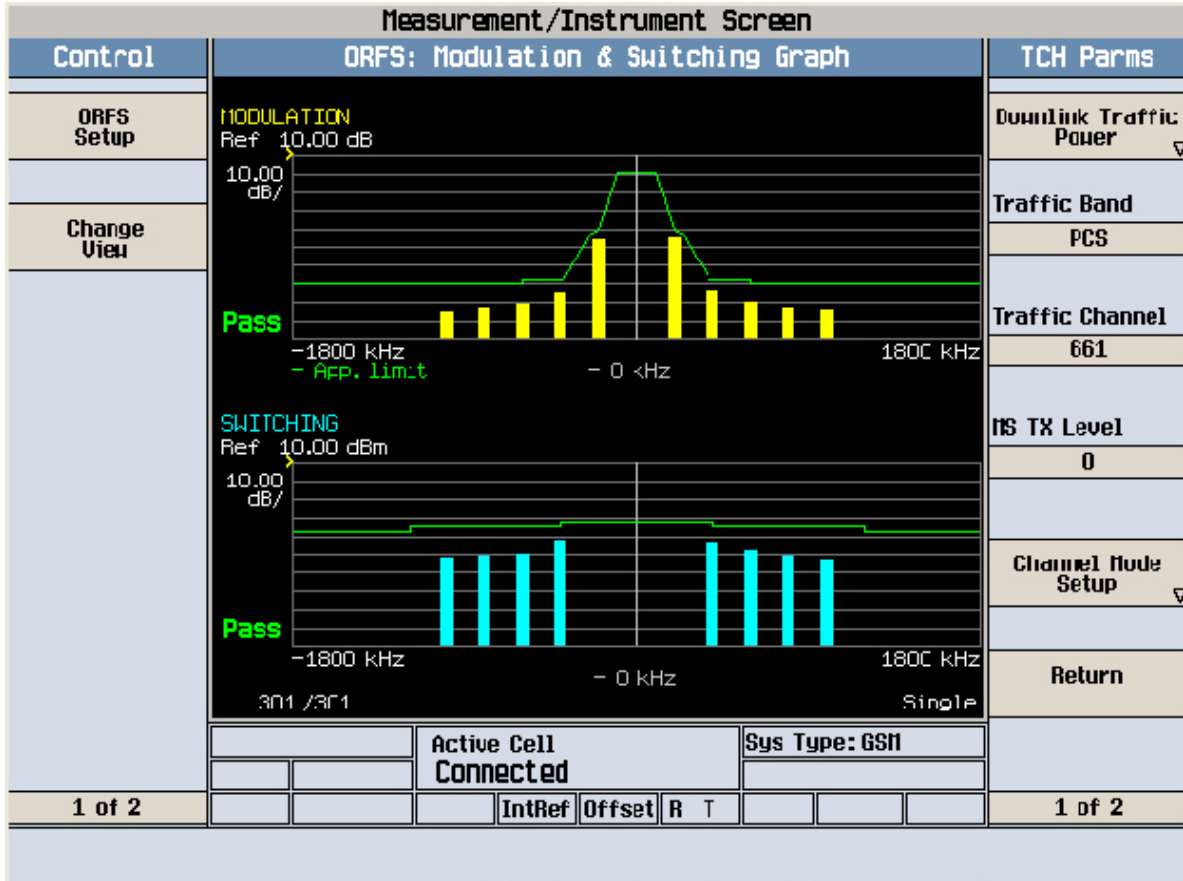 Measurement/Instrument Screen
Control
ORFS: Modulation & Switching Graph
TCH Parms
ORFS
Setup
Change
View
1 of 2
MODULATION
Ref 10.00 dB
10.00
dB/
Pass
-1800 kHz
1800 kHz
- App. limit
- 0 kHz
SWITCHING
Ref 10.00 dBm
10.00
dB/
Pass
-1800 kHz
1800 kHz
- 0 kHz
301 /301
Single
Active Cell
Connected
Sys Type: GSM
IntRef
Offset
R T
Downlink Traffic
Power
Traffic Band
PCS
Traffic Channel
661
MS TX Level
0
Channel Mode
Setup
Return
1 of 2